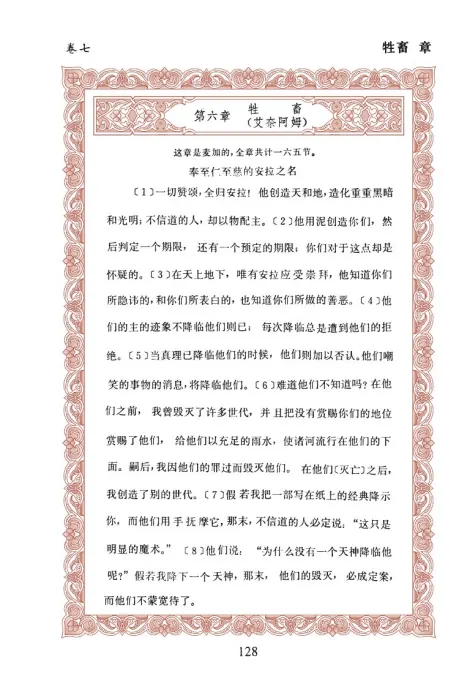 卷七
牲畜 章
第六章 牲 畜
(艾奈阿姆)
这章是麦加的,全章共计一六五节。
奉至仁至慈的安拉之名
〔1〕一切赞颂,全归安拉!他创造天和地,造化重重黑暗
和光明;不信道的人,却以物配主。〔2〕他用泥创造你们,然
后判定一个期限,还有一个预定的期限;你们对于这点却是
怀疑的。〔3〕在天上地下,唯有安拉应受崇拜,他知道你们
所隐讳的,和你们所表白的,也知道你们所做的善恶。〔4〕他
们的主的迹象不降临他们则已;每次降临总是遭到他们的拒
绝。〔5〕当真理已降临他们的时候,他们则加以否认。他们嘲
笑的事物的消息,将降临他们。〔6〕难道他们不知道吗?在他
们之前,我曾毁灭了许多世代,并且把没有赏赐你们的地位
赏赐了他们,给他们以充足的雨水,使诸河流行在他们的下
面。嗣后,我因他们的罪过而毁灭他们。在他们〔灭亡〕之后,
我创造了别的世代。〔7〕假若我把一部写在纸上的经典降示
你,而他们用手抚摩它,那末,不信道的人必定说:“这只是
明显的魔术。”〔8〕他们说:“为什么没有一个天神降临他
呢?”假若我降下一个天神,那末,他们的毁灭,必成定案,
而他们不蒙宽待了。
128